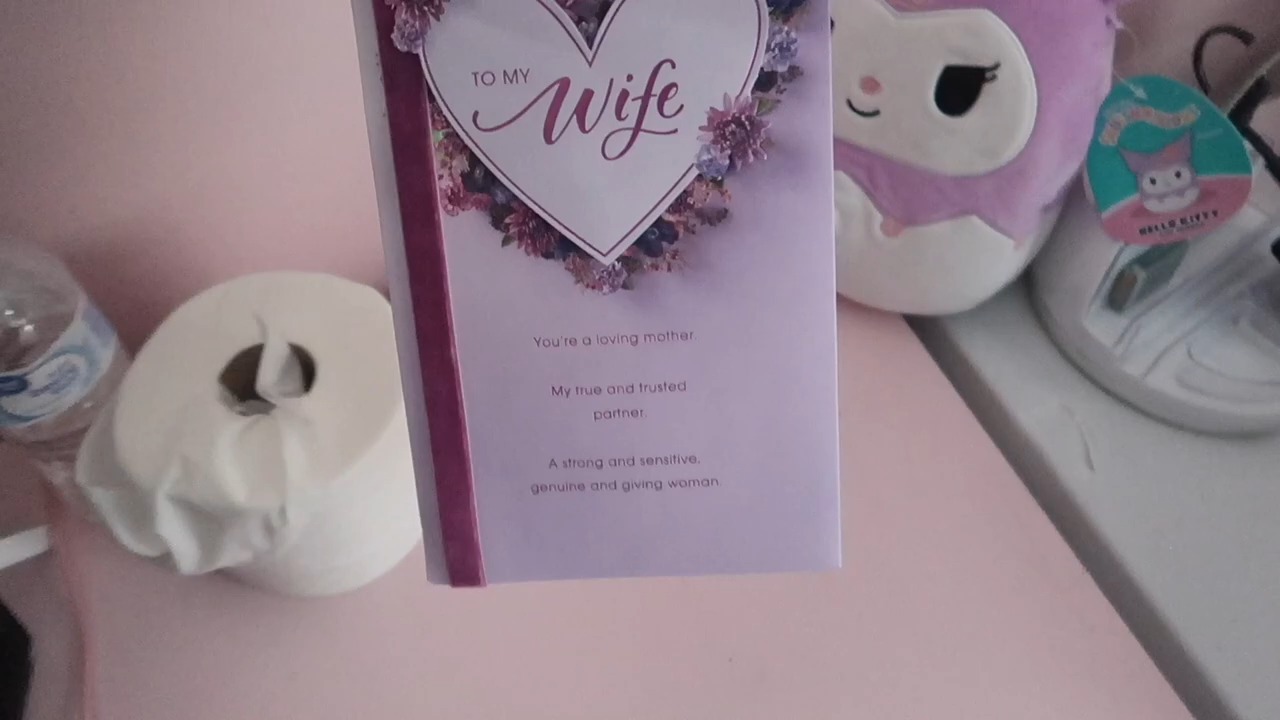 TO MY
Wife
You're a loving mother.
My true and trusted
partner.
A strong and sensitive,
genuine and giving woman.
HELLO KITTY